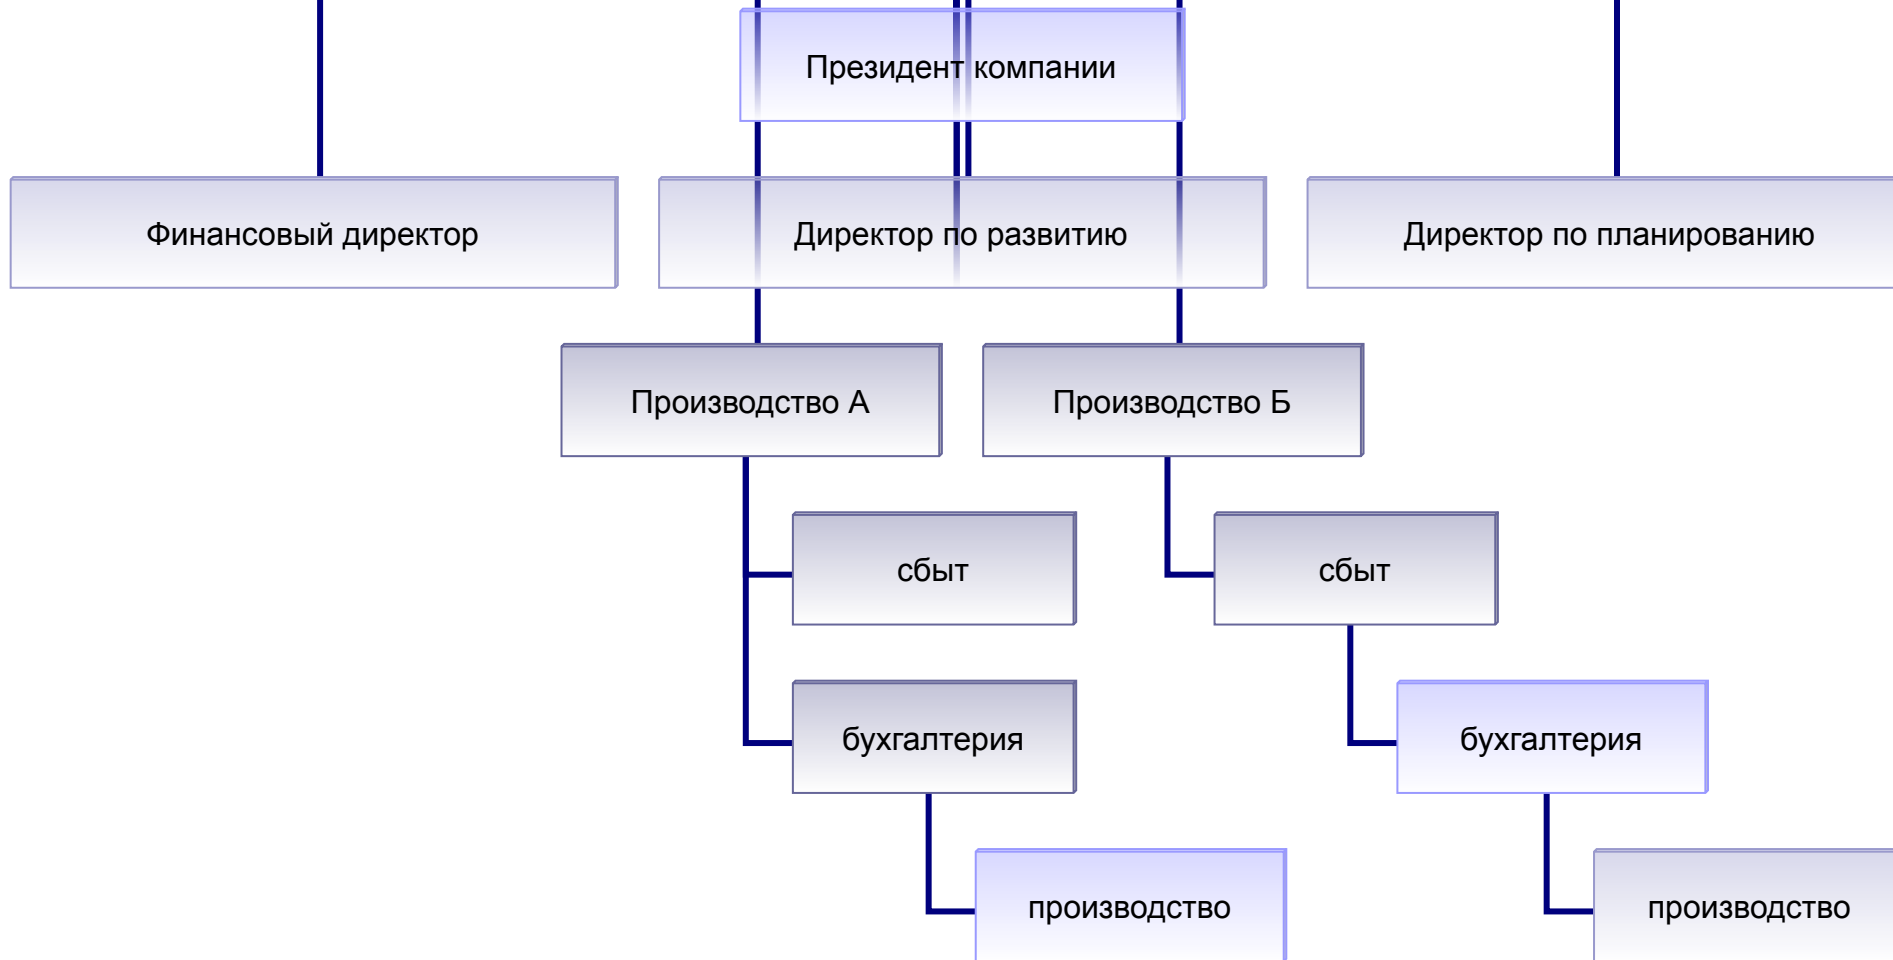 Президент компании
Финансовый директор
Директор по развитию
Директор по планированию
Производство А
Производство Б
сбыт
сбыт
бухгалтерия
бухгалтерия
производство
производство